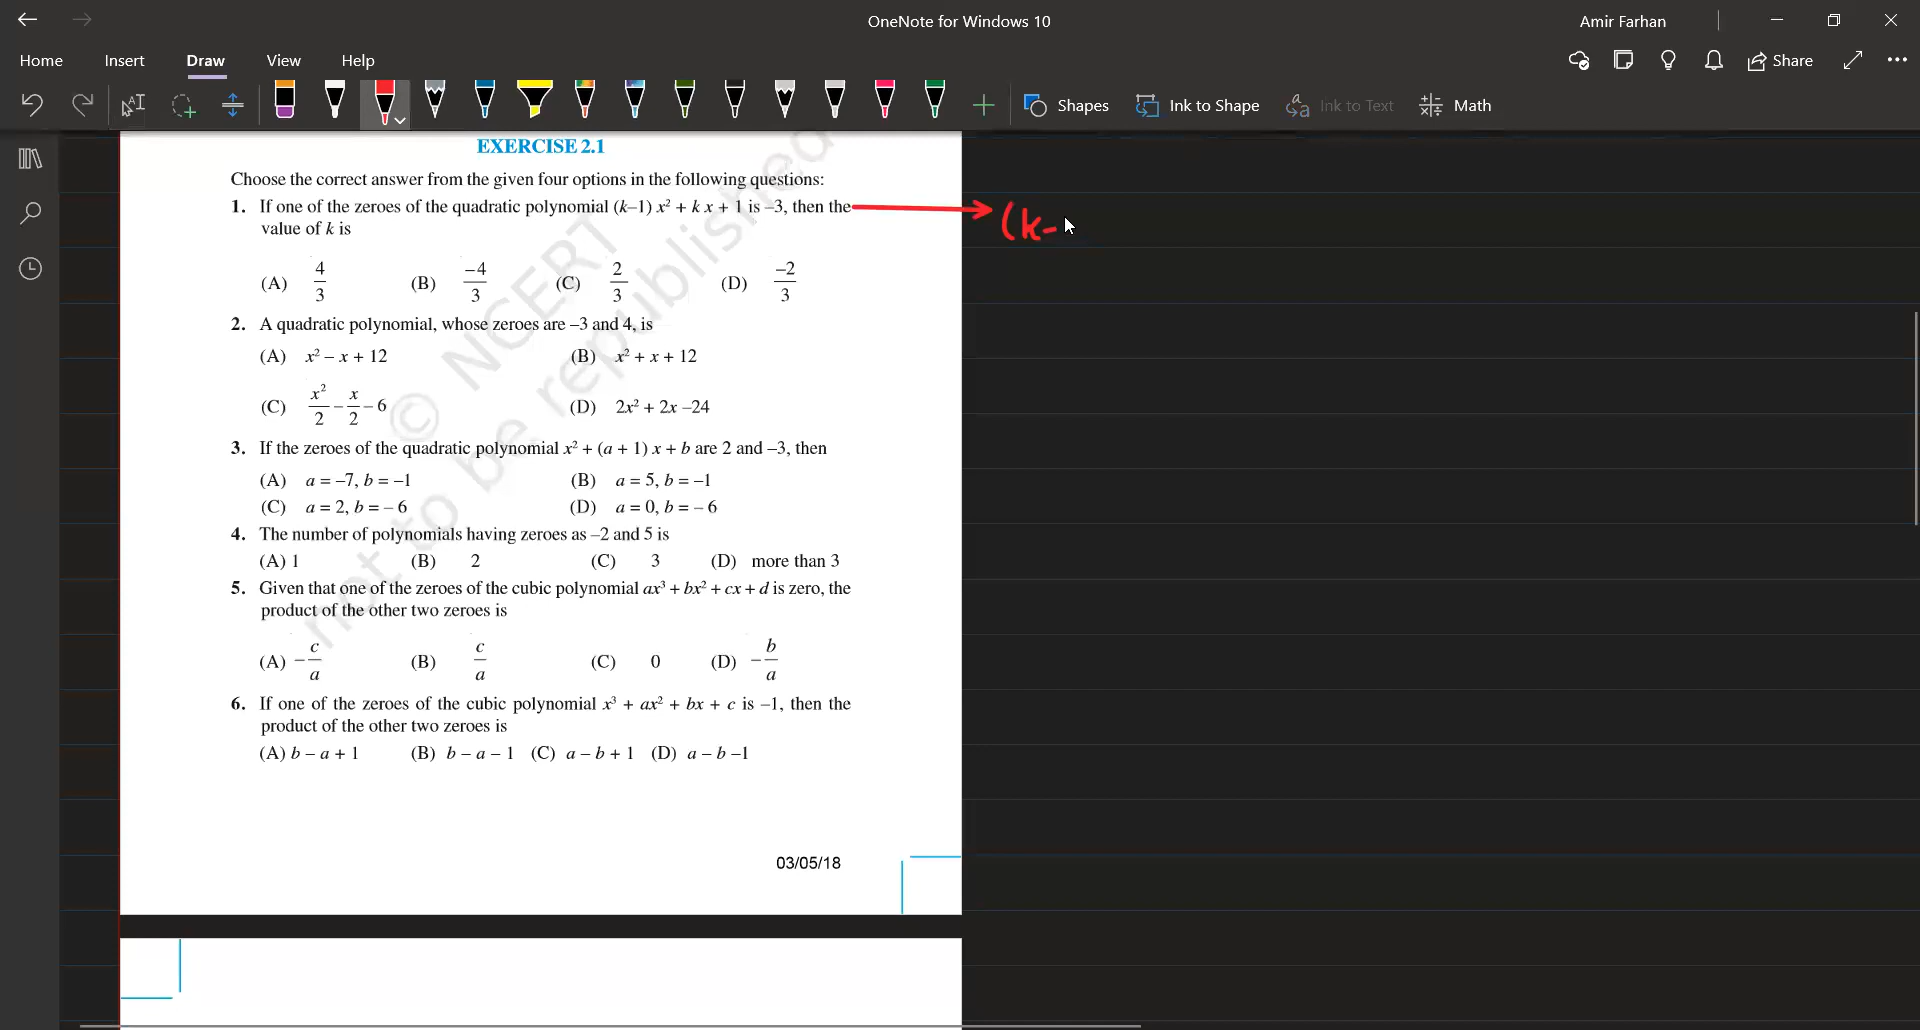 OneNote for Windows 10
Amir Farhan
Home Insert Draw View Help
Share
Shapes Ink to Shape Ink to Text Math
EXERCISE 2.1
Choose the correct answer from the given four options in the following questions:
1. If one of the zeroes of the quadratic polynomial (k–1) x² + k x + 1 is –3, then the
(k-
value of k is
(A) 4/3 (B) –4/3 (C) 2/3 (D) –2/3
2. A quadratic polynomial, whose zeroes are –3 and 4, is
(A) x² – x + 12 (B) x² + x + 12
(C) x²/2 – x/2 – 6 (D) 2x² + 2x –24
3. If the zeroes of the quadratic polynomial x² + (a + 1) x + b are 2 and –3, then
(A) a = –7, b = –1 (B) a = 5, b = –1
(C) a = 2, b = – 6 (D) a = 0, b = – 6
4. The number of polynomials having zeroes as –2 and 5 is
(A) 1 (B) 2 (C) 3 (D) more than 3
5. Given that one of the zeroes of the cubic polynomial ax³ + bx² + cx + d is zero, the
product of the other two zeroes is
(A) – c/a (B) c/a (C) 0 (D) – b/a
6. If one of the zeroes of the cubic polynomial x³ + ax² + bx + c is –1, then the
product of the other two zeroes is
(A) b – a + 1 (B) b – a – 1 (C) a – b + 1 (D) a – b –1
© NCERT
not to be republished
03/05/18